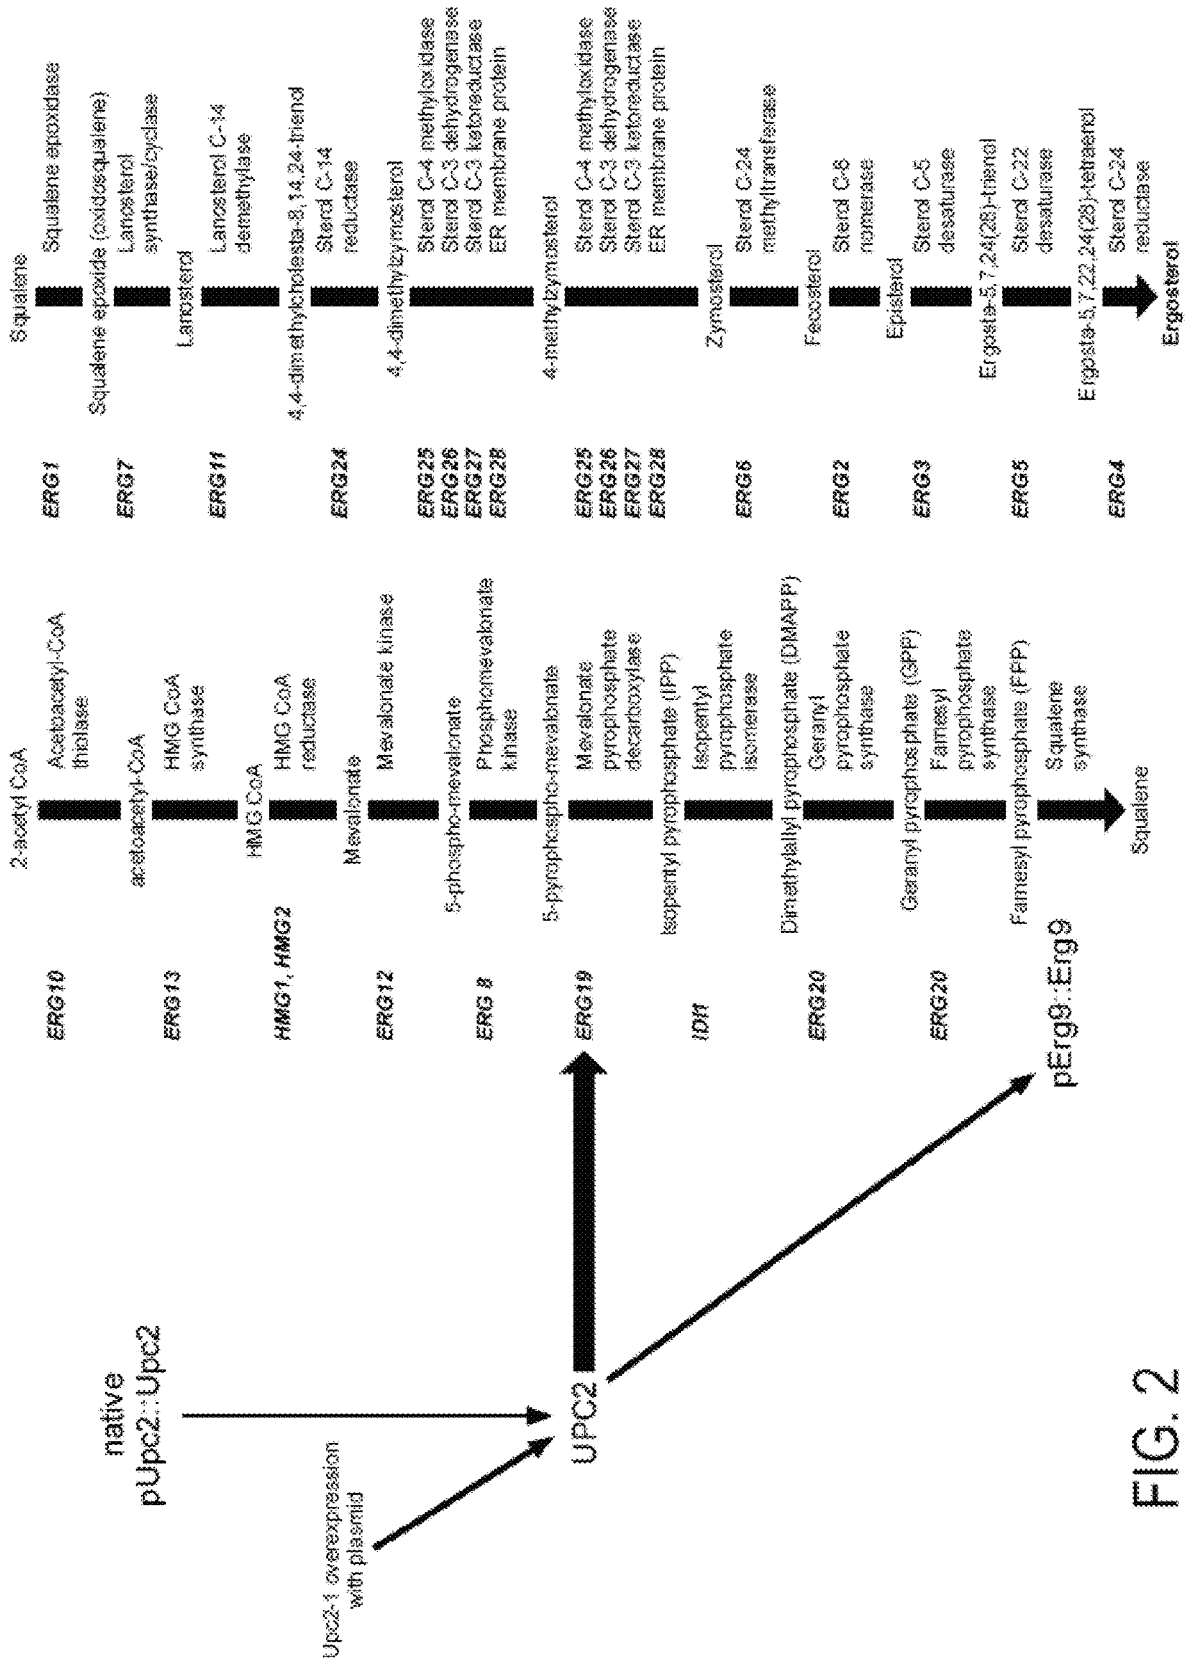 native
pUpc2::Upc2
Upc2-1 overexpression
with plasmid
UPC2
ERG10
ERG13
HMG1, HMG2
ERG12
ERG 8
ERG19
IDI1
ERG20
ERG20
pErg9::Erg9
2-acetyl CoA
Acetoacetyl-CoA
thiolase
acetoacetyl-CoA
HMG CoA
synthase
HMG CoA
HMG CoA
reductase
Mevalonate
Mevalonate kinase
5-phospho-mevalonate
Phosphomevalonate
kinase
5-pyrophospho-mevalonate
Mevalonate
pyrophosphate
decarboxylase
Isopentyl pyrophosphate (IPP)
Isopentyl
pyrophosphate
isomerase
Dimethylallyl pyrophosphate (DMAPP)
Geranyl
pyrophosphate
synthase
Geranyl pyrophosphate (GPP)
Farnesyl
pyrophosphate
synthase
Farnesyl pyrophosphate (FPP)
Squalene
synthase
Squalene
ERG1
ERG7
ERG11
ERG24
ERG25
ERG26
ERG27
ERG28
ERG25
ERG26
ERG27
ERG28
ERG6
ERG2
ERG3
ERG5
ERG4
Squalene
Squalene epoxidase
Squalene epoxide (oxidosqualene)
Lanosterol
synthase/cyclase
Lanosterol
Lanosterol C-14
demethylase
4,4-dimethylcholesta-8,14,24-trienol
Sterol C-14
reductase
4,4-dimethylzymosterol
Sterol C-4 methyloxidase
Sterol C-3 dehydrogenase
Sterol C-3 ketoreductase
ER membrane protein
4-methylzymosterol
Sterol C-4 methoxidase
Sterol C-3 dehydrogenase
Sterol C-3 ketoreductase
ER membrane protein
Zymosterol
Sterol C-24
methyltransferase
Fecosterol
Sterol C-8
isomerase
Episterol
Sterol C-5
desaturase
Ergosta-5,7,24(28)-trienol
Sterol C-22
desaturase
Ergosta-5,7,22,24(28)-tetraenol
Sterol C-24
reductase
Ergosterol
FIG. 2